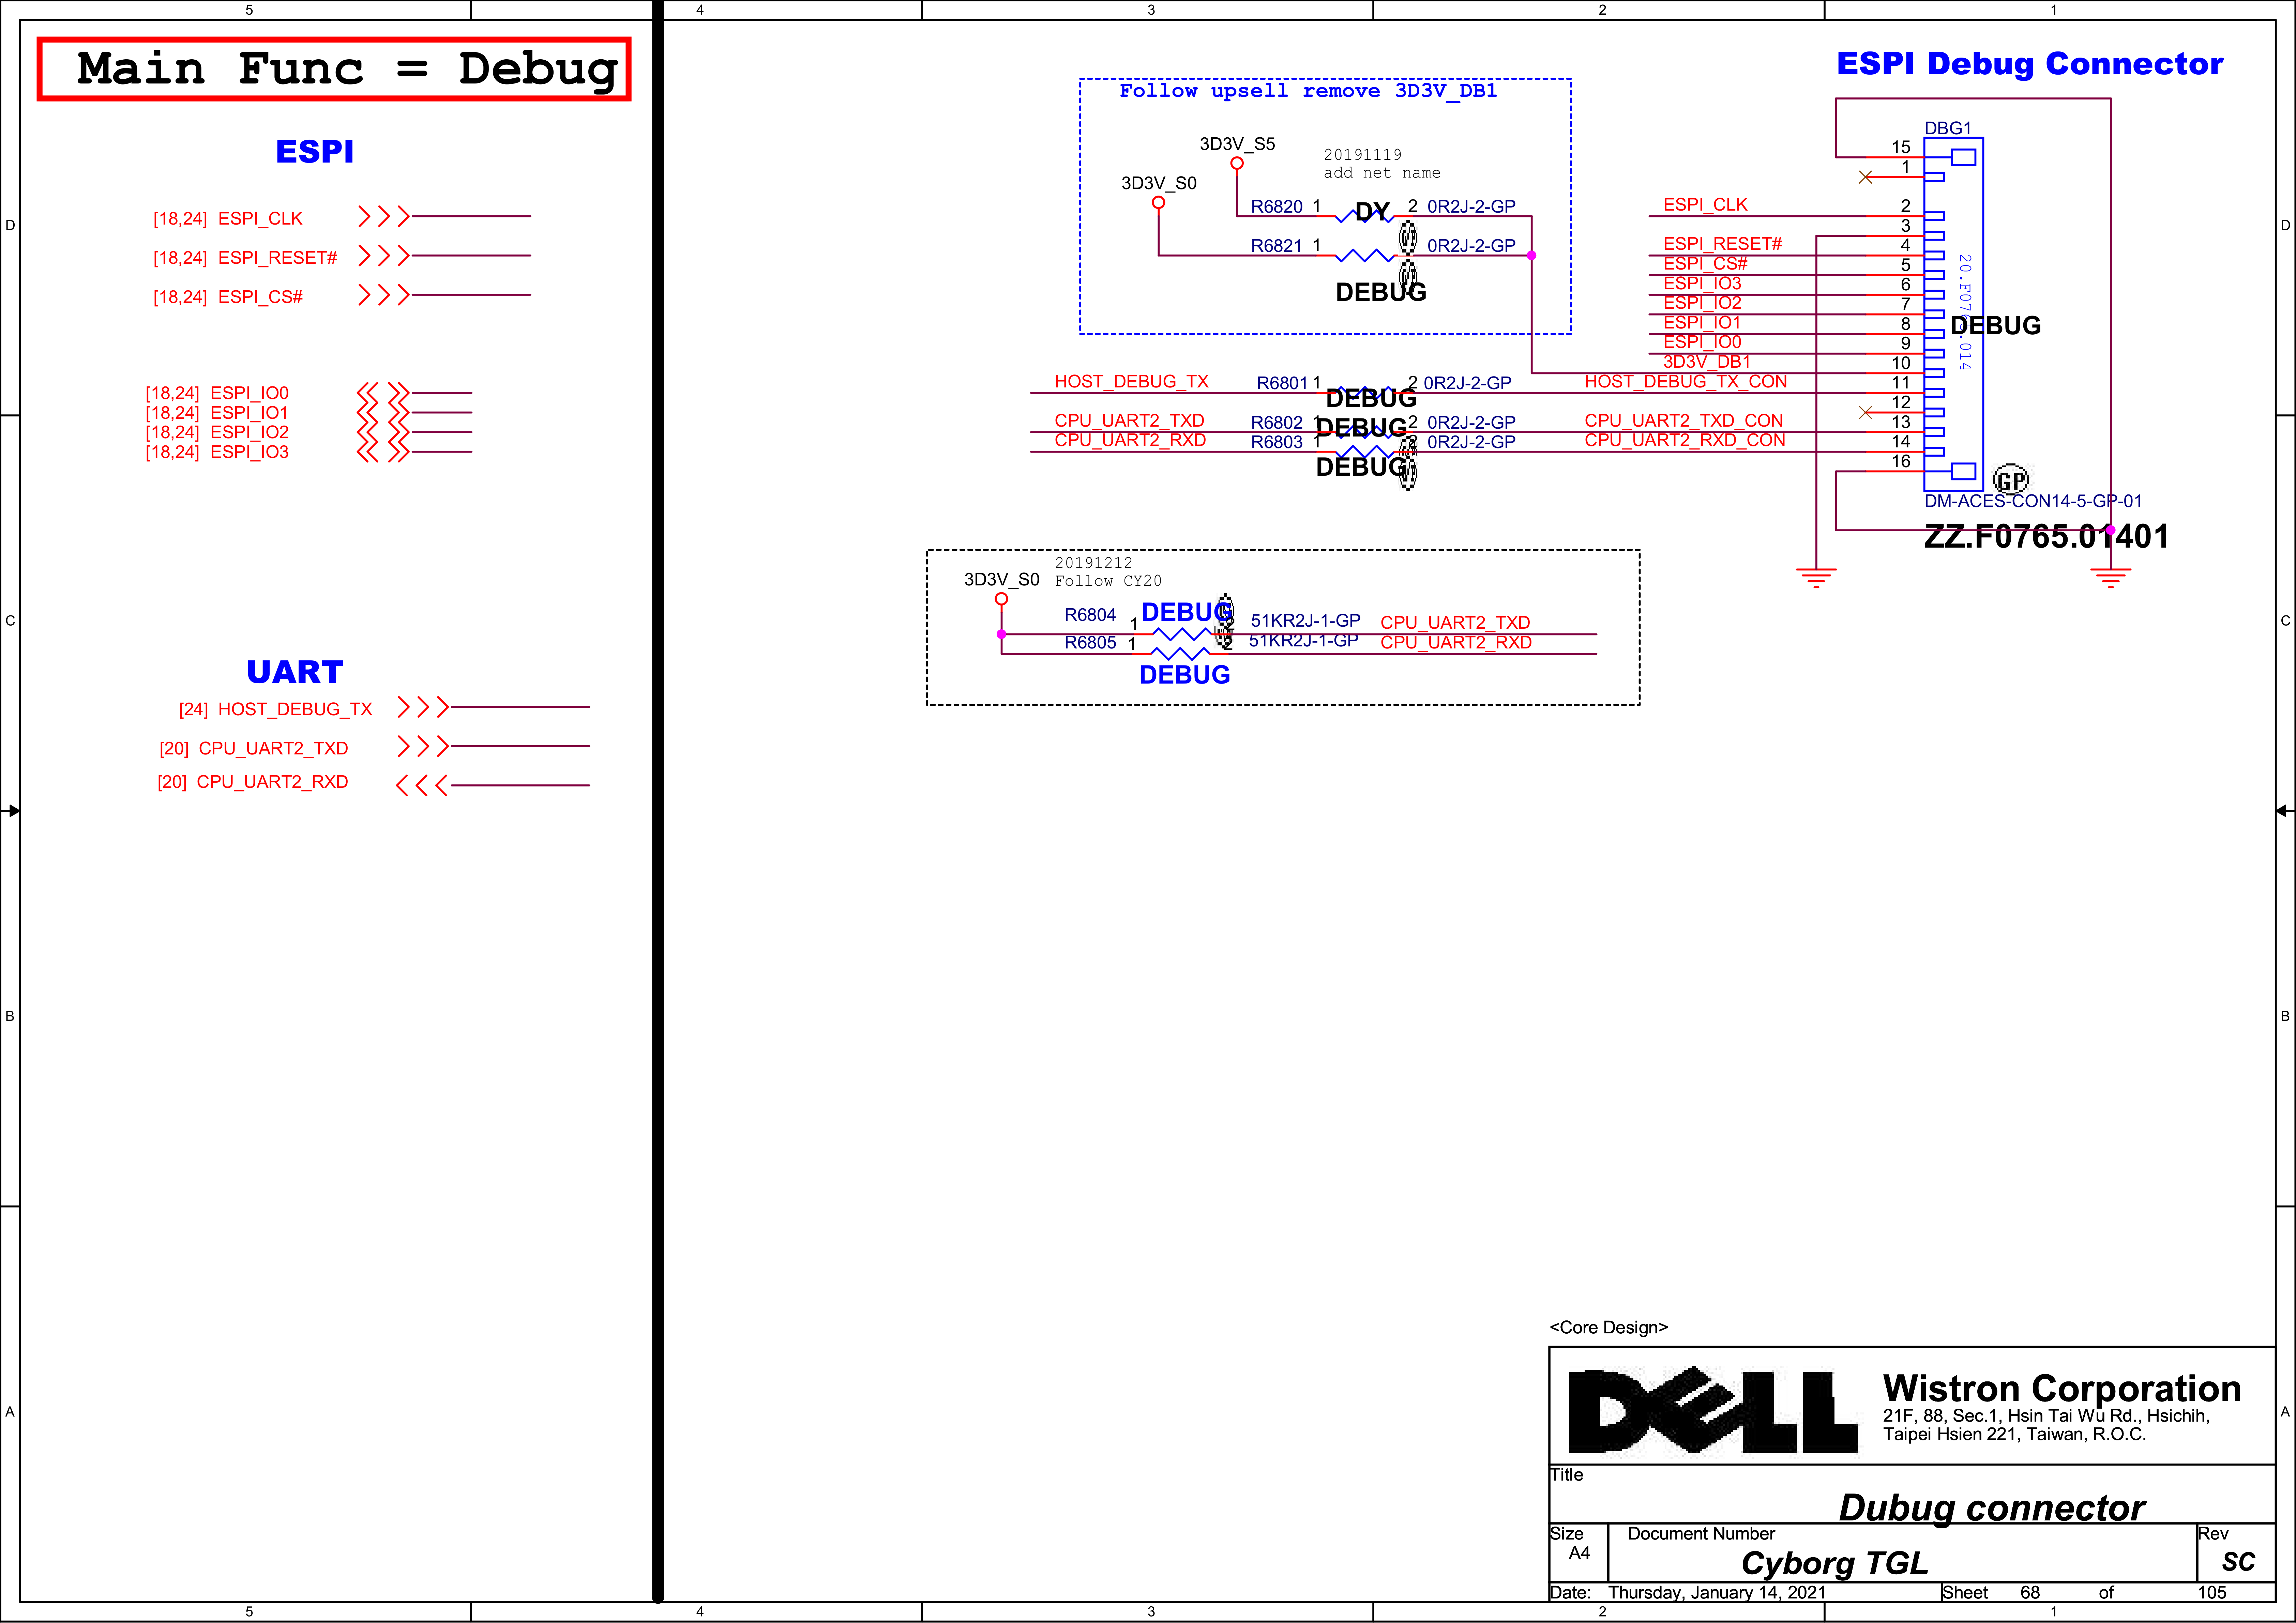 5 4 3 2 1
Main Func = Debug
ESPI
[18,24] ESPI_CLK
[18,24] ESPI_RESET#
[18,24] ESPI_CS#
[18,24] ESPI_IO0
[18,24] ESPI_IO1
[18,24] ESPI_IO2
[18,24] ESPI_IO3
UART
[24] HOST_DEBUG_TX
[20] CPU_UART2_TXD
[20] CPU_UART2_RXD
Follow upsell remove 3D3V_DB1
3D3V_S5
3D3V_S0
20191119
add net name
R6820 1 DY 2 0R2J-2-GP
R6821 1 0R2J-2-GP
DEBUG
HOST_DEBUG_TX R6801 1 2 0R2J-2-GP HOST_DEBUG_TX_CON
DEBUG
CPU_UART2_TXD R6802 1 2 0R2J-2-GP CPU_UART2_TXD_CON
DEBUG
CPU_UART2_RXD R6803 1 2 0R2J-2-GP CPU_UART2_RXD_CON
DEBUG
ESPI Debug Connector
DBG1
15
1
ESPI_CLK 2
3
ESPI_RESET# 4
ESPI_CS# 5
ESPI_IO3 6
ESPI_IO2 7
ESPI_IO1 8
ESPI_IO0 9
3D3V_DB1 10
11
12
13
14
16
DEBUG
GP
DM-ACES-CON14-5-GP-01
ZZ.F0765.01401
20191212
Follow CY20
3D3V_S0
R6804 1 DEBUG 2 51KR2J-1-GP CPU_UART2_TXD
R6805 1 2 51KR2J-1-GP CPU_UART2_RXD
DEBUG
D D
C C
B B
A A
<Core Design>
DELL
Wistron Corporation
21F, 88, Sec.1, Hsin Tai Wu Rd., Hsichih,
Taipei Hsien 221, Taiwan, R.O.C.
Title
Dubug connector
Size Document Number Rev
A4 Cyborg TGL SC
Date: Thursday, January 14, 2021 Sheet 68 of 105
5 4 3 2 1